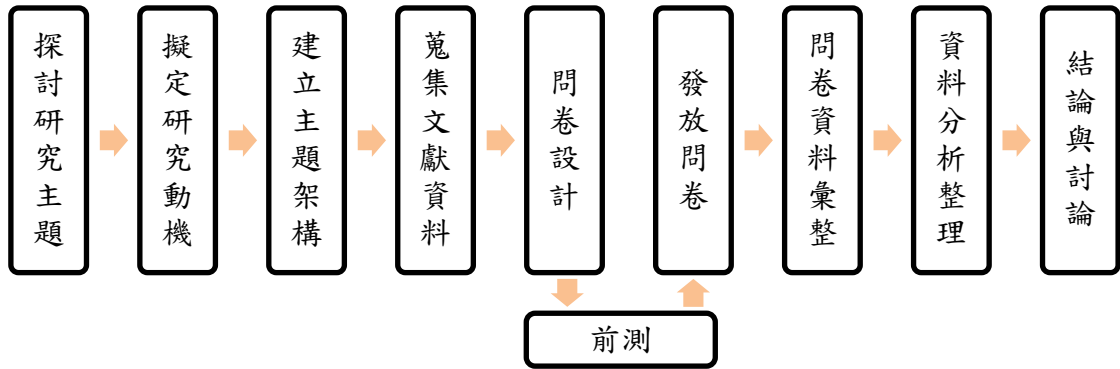 探討研究主題
擬定研究動機
建立主題架構
蒐集文獻資料
問卷設計
前測
發放問卷
問卷資料彙整
資料分析整理
結論與討論